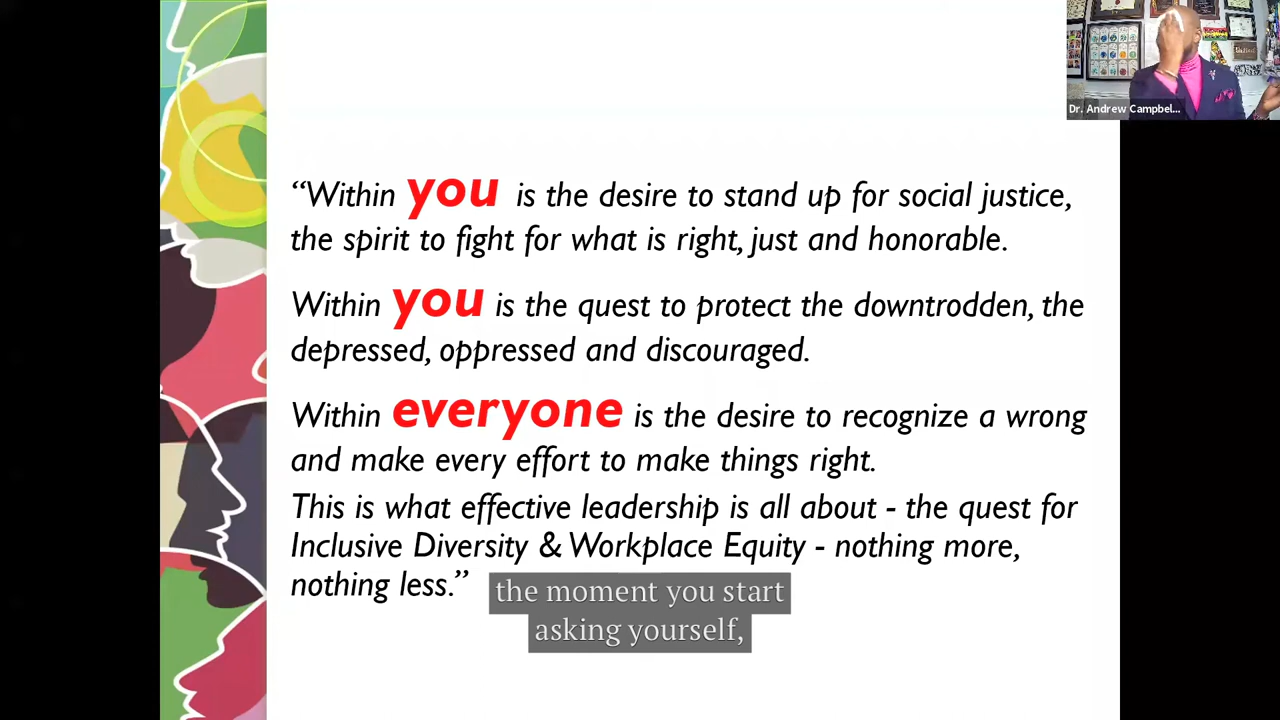 Dr. Andrew Campbel...
“Within you is the desire to stand up for social justice,
the spirit to fight for what is right, just and honorable.
Within you is the quest to protect the downtrodden, the
depressed, oppressed and discouraged.
Within everyone is the desire to recognize a wrong
and make every effort to make things right.
This is what effective leadership is all about - the quest for
Inclusive Diversity & Workplace Equity - nothing more,
nothing less.”
the moment you start
asking yourself,